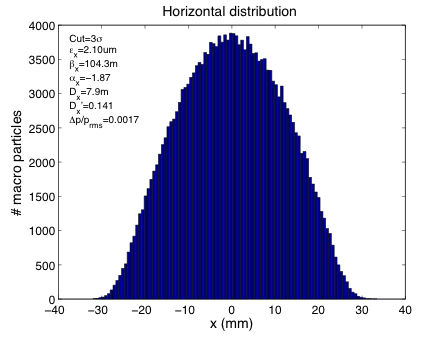 Horizontal distribution
Cut=3σ
εx=2.10um
βx=104.3m
αx=-1.87
Dx=7.9m
Dx'=0.141
Δp/prms=0.0017
# macro particles
4000
3500
3000
2500
2000
1500
1000
500
0
−40 −30 −20 −10 0 10 20 30 40
x (mm)